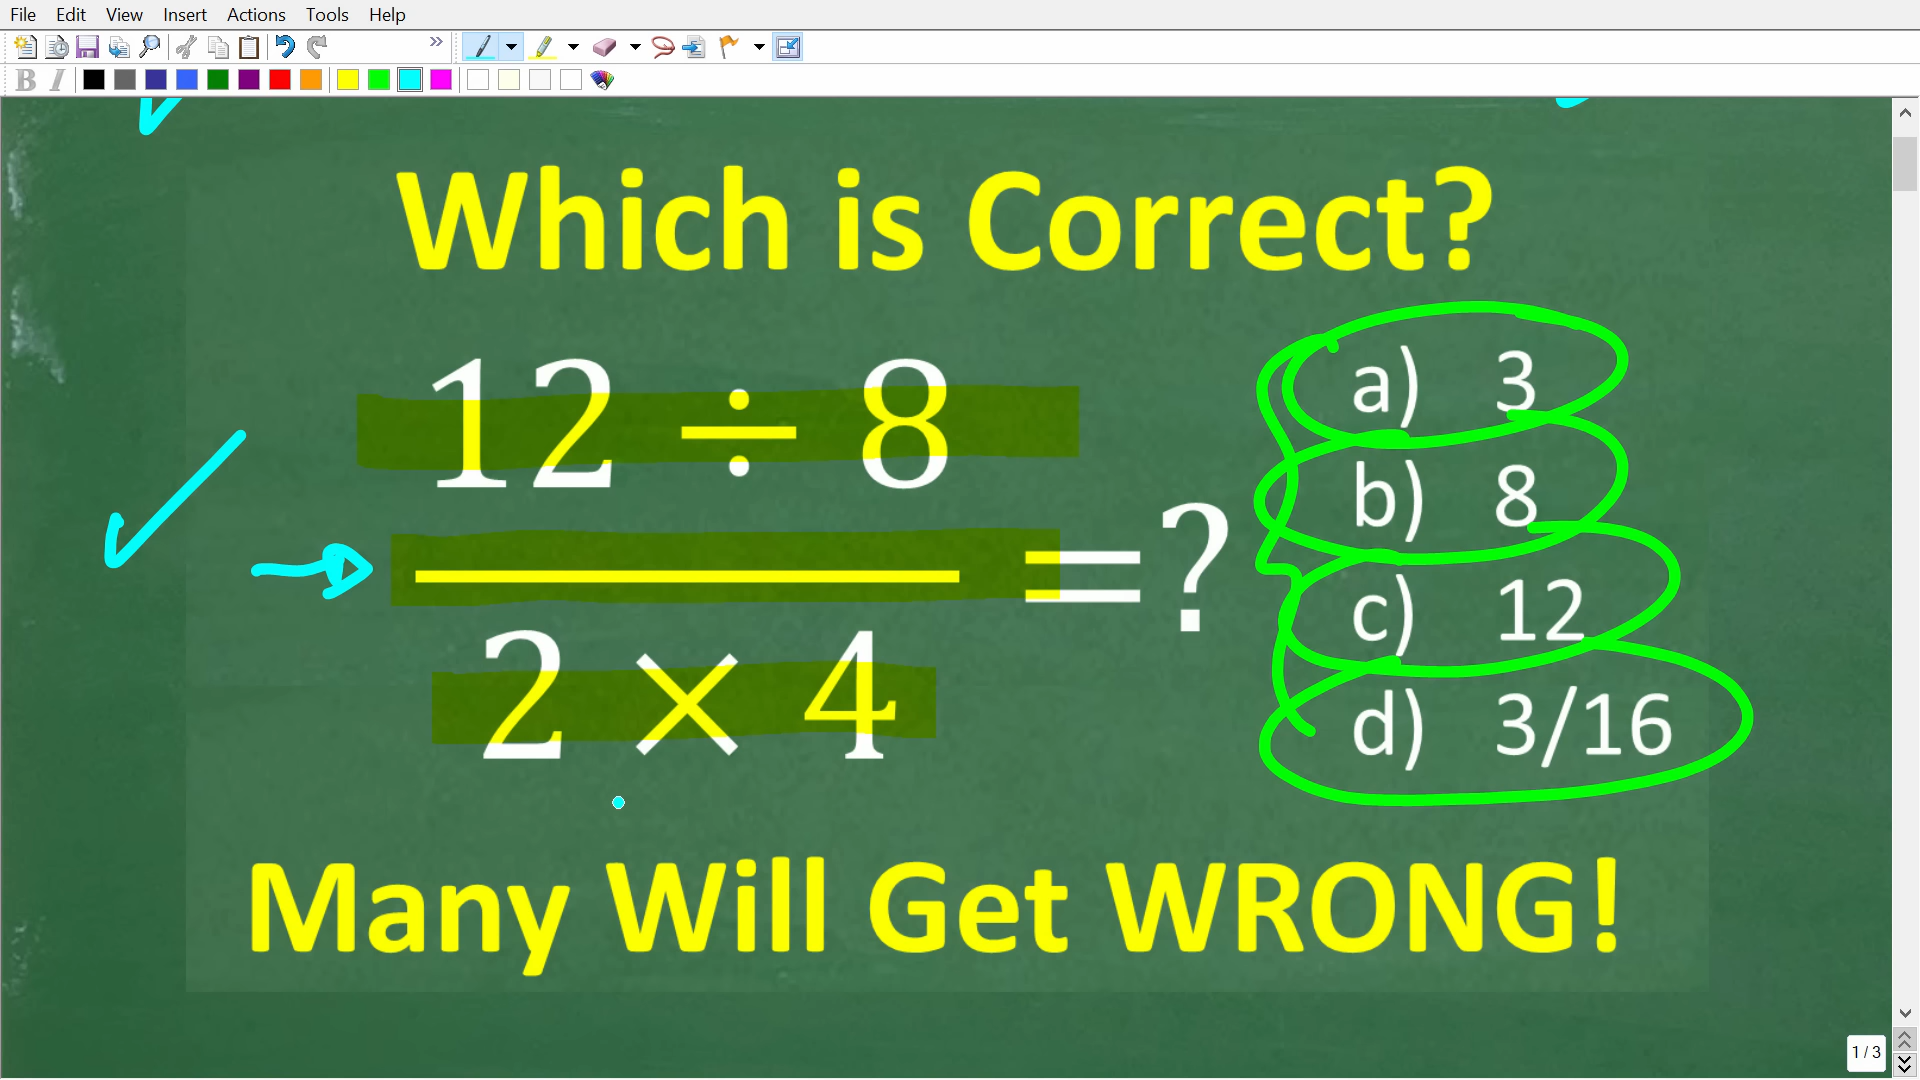 File Edit View Insert Actions Tools Help
B I
Which is Correct?
12 ÷ 8
2 × 4
= ?
a) 3
b) 8
c) 12
d) 3/16
Many Will Get WRONG!
1 / 3